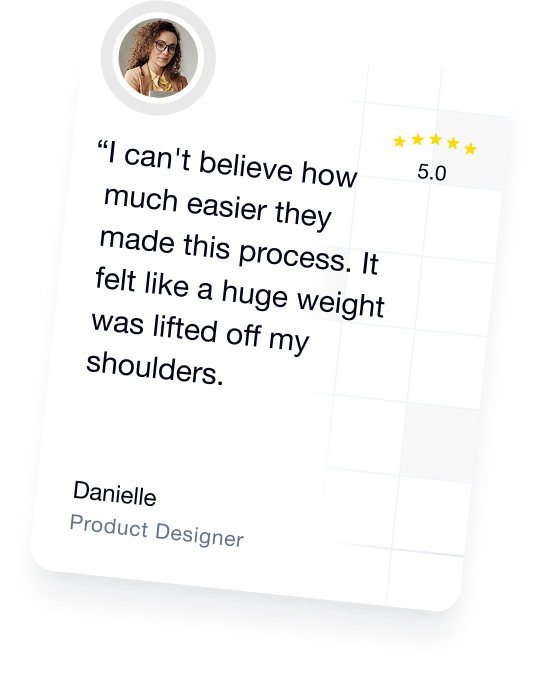 5.0
“I can't believe how
much easier they
made this process. It
felt like a huge weight
was lifted off my
shoulders.
Danielle
Product Designer